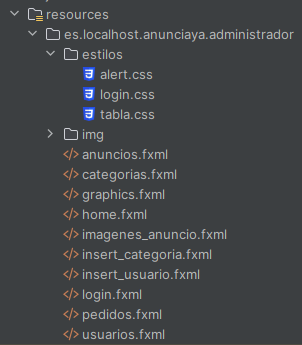 resources
es.localhost.anunciaya.administrador
estilos
alert.css
login.css
tabla.css
img
anuncios.fxml
categorias.fxml
graphics.fxml
home.fxml
imagenes_anuncio.fxml
insert_categoria.fxml
insert_usuario.fxml
login.fxml
pedidos.fxml
usuarios.fxml